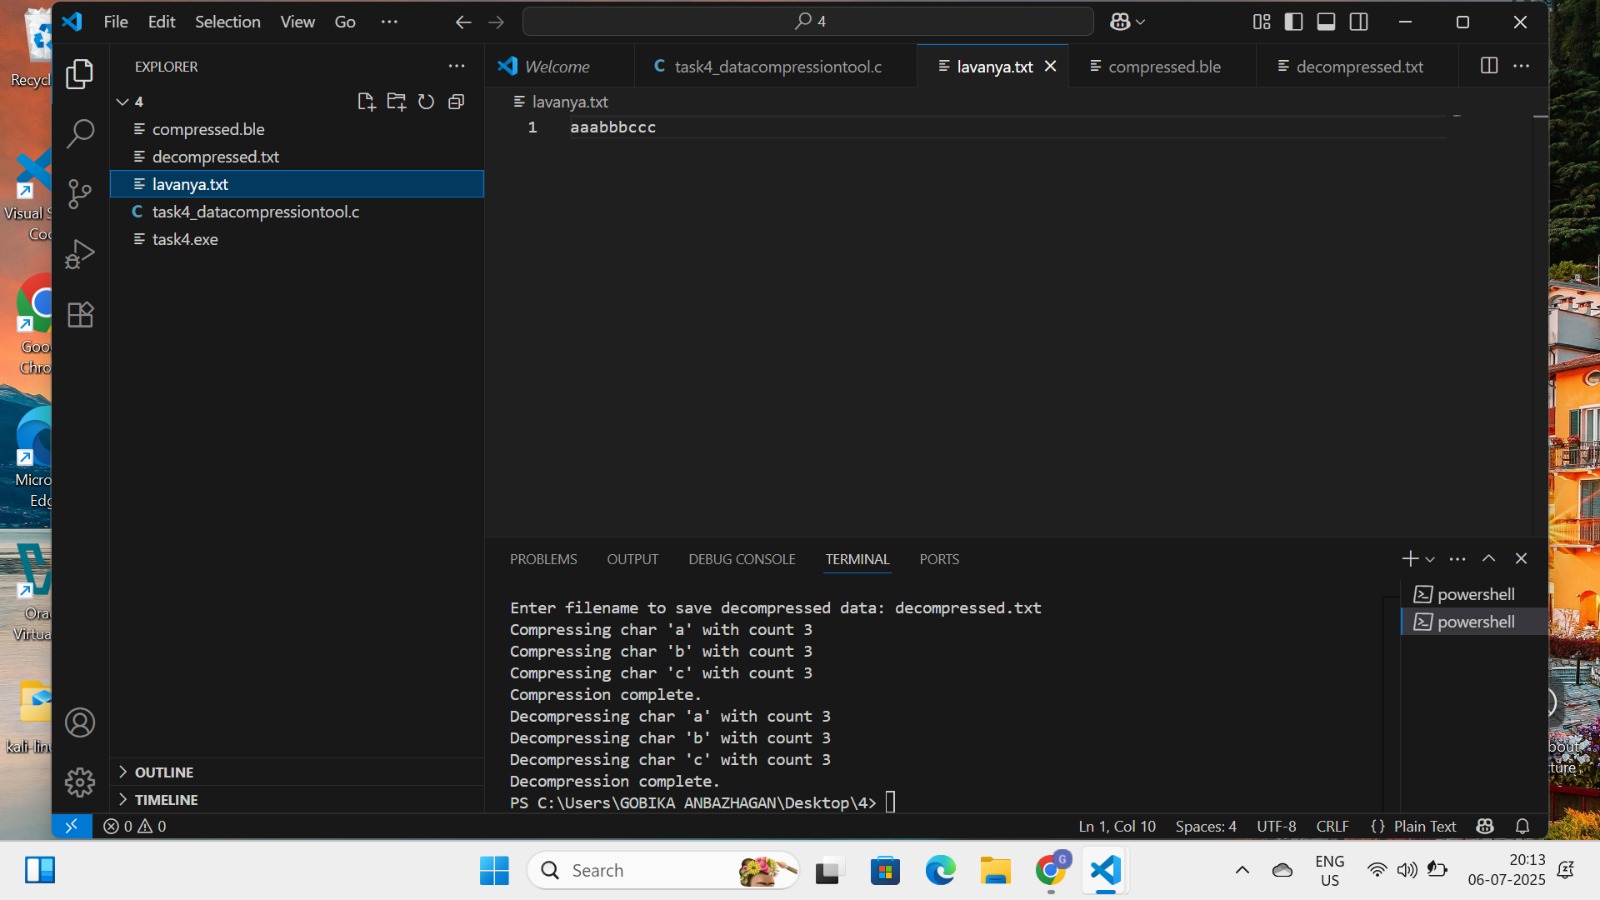 Recycl
Visual S
Coc
Goo
Chro
Micro
Edg
Ora
Virtua
kali-linu
File Edit Selection View Go ···
4
EXPLORER
4
compressed.ble
decompressed.txt
lavanya.txt
C task4_datacompressiontool.c
task4.exe
OUTLINE
TIMELINE
Welcome
C task4_datacompressiontool.c
lavanya.txt
compressed.ble
decompressed.txt
lavanya.txt
1 aaabbbccc
PROBLEMS OUTPUT DEBUG CONSOLE TERMINAL PORTS
Enter filename to save decompressed data: decompressed.txt
Compressing char 'a' with count 3
Compressing char 'b' with count 3
Compressing char 'c' with count 3
Compression complete.
Decompressing char 'a' with count 3
Decompressing char 'b' with count 3
Decompressing char 'c' with count 3
Decompression complete.
PS C:\Users\GOBIKA ANBAZHAGAN\Desktop\4>
powershell
powershell
bout
ture
0 0
Ln 1, Col 10 Spaces: 4 UTF-8 CRLF {} Plain Text
Search
G
ENG
US
20:13
06-07-2025